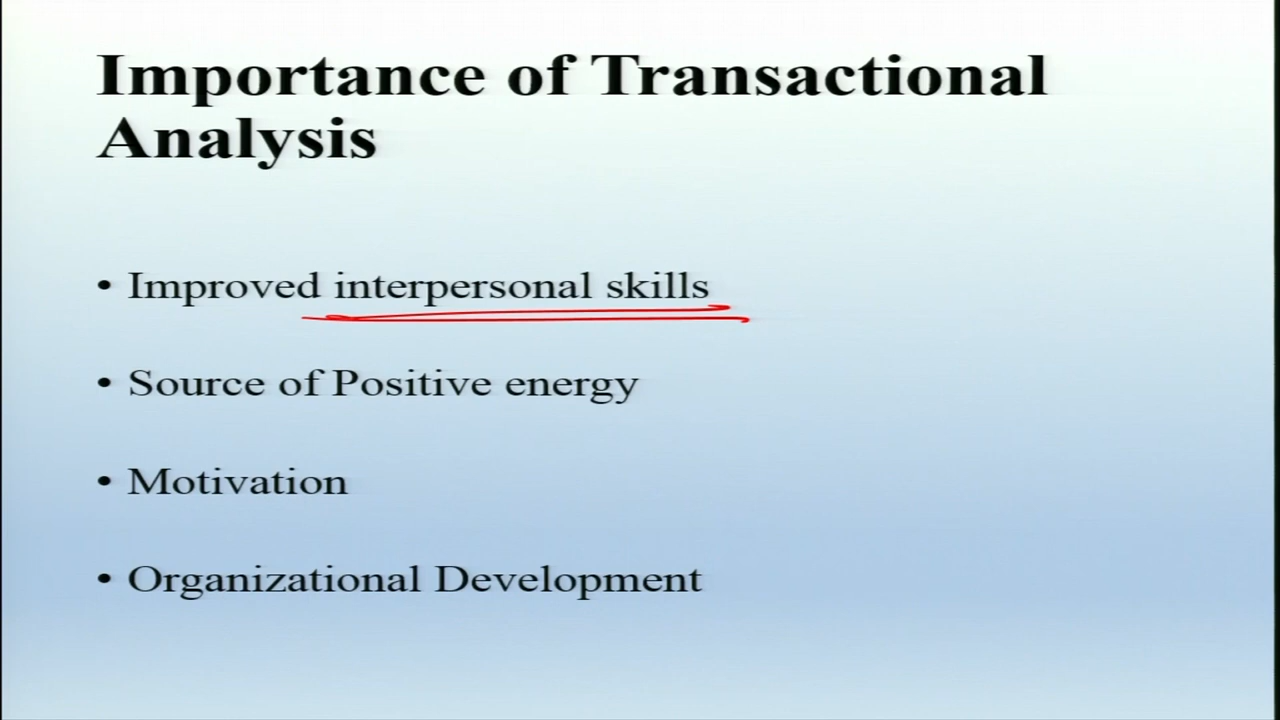 Importance of Transactional
Analysis
• Improved interpersonal skills
• Source of Positive energy
• Motivation
• Organizational Development